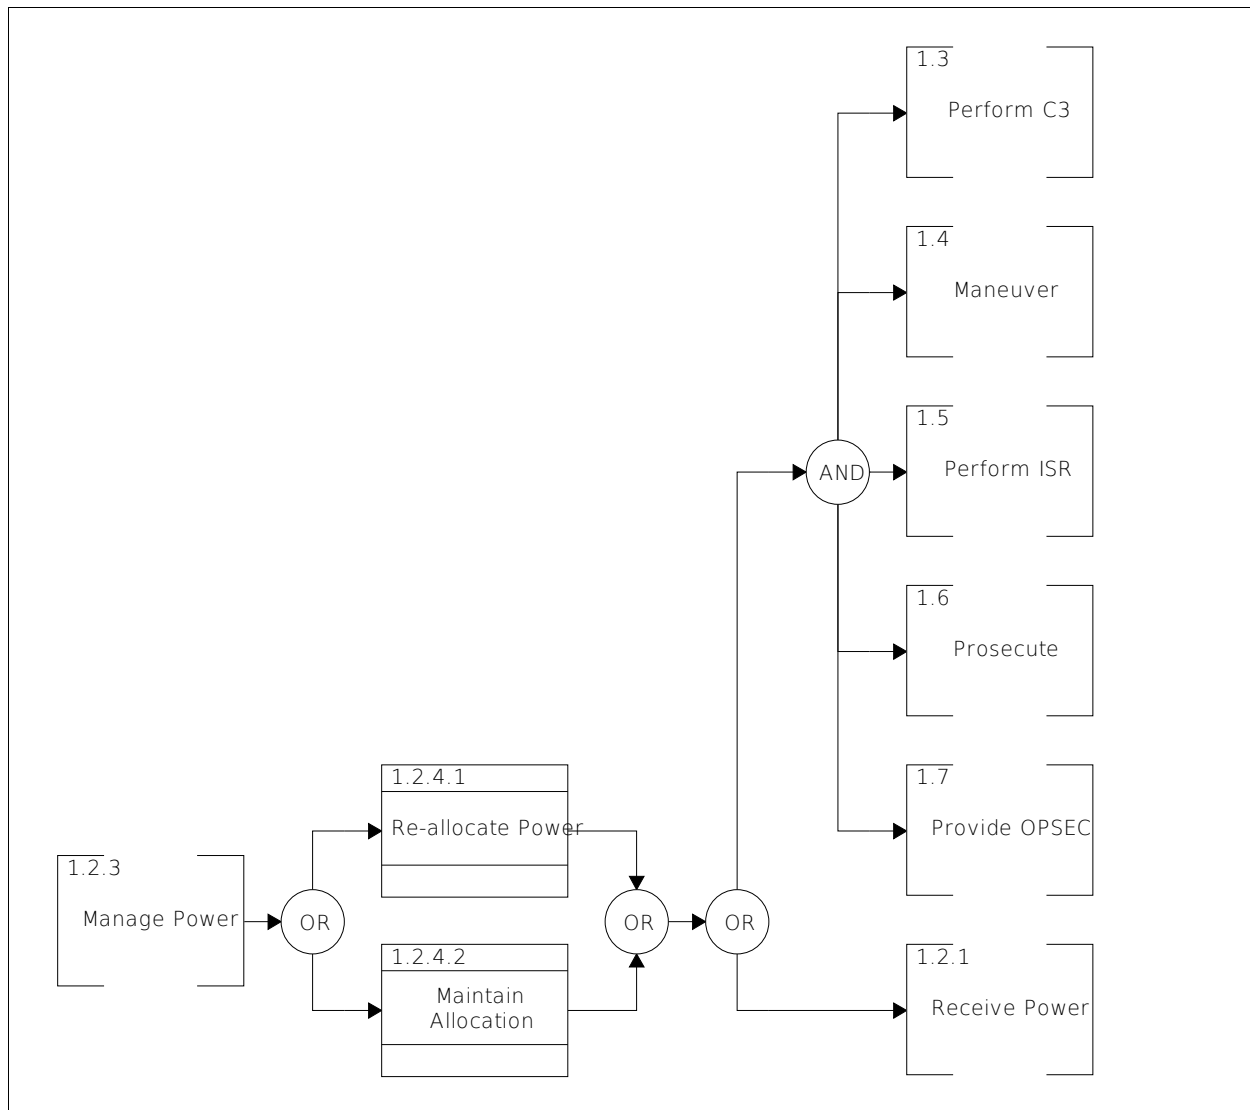 1.3
Perform C3
1.4
Maneuver
1.5
AND
Perform ISR
1.6
Prosecute
1.2.4.1
Re-allocate Power
1.7
Provide OPSEC
1.2.3
Manage Power
OR
OR
OR
1.2.4.2
Maintain
Allocation
1.2.1
Receive Power